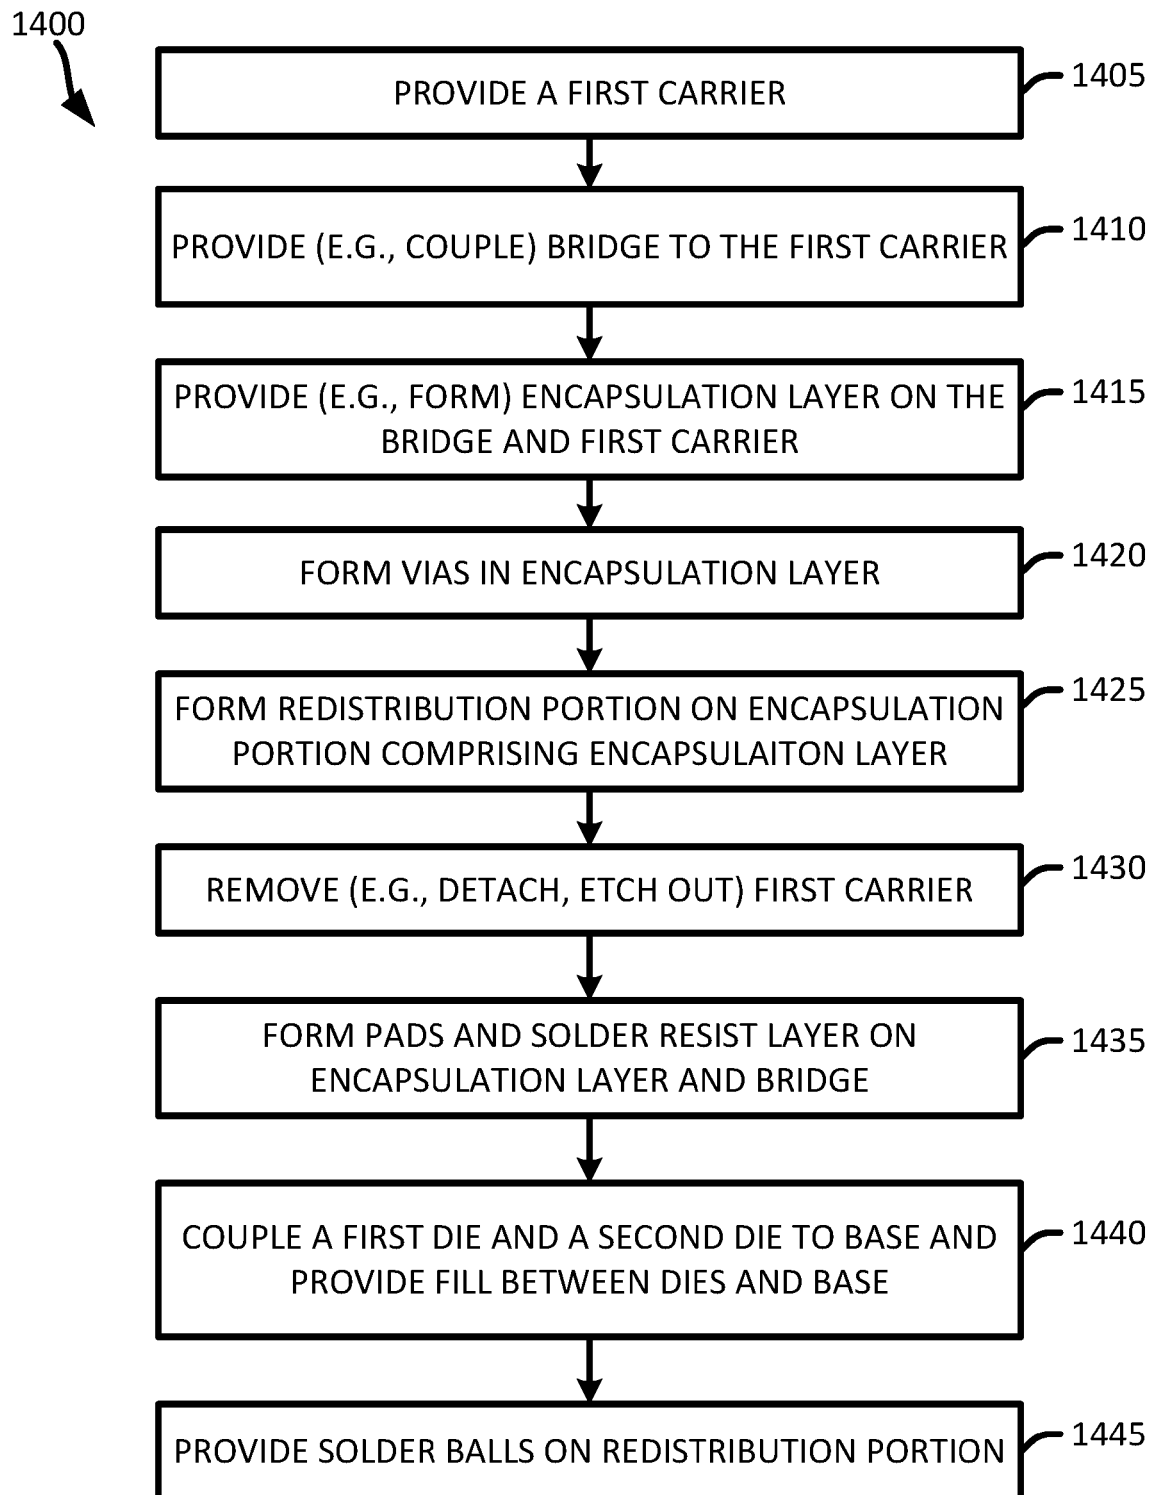 1400
PROVIDE A FIRST CARRIER
1405
PROVIDE (E.G., COUPLE) BRIDGE TO THE FIRST CARRIER
1410
PROVIDE (E.G., FORM) ENCAPSULATION LAYER ON THE
BRIDGE AND FIRST CARRIER
1415
FORM VIAS IN ENCAPSULATION LAYER
1420
FORM REDISTRIBUTION PORTION ON ENCAPSULATION
PORTION COMPRISING ENCAPSULAITON LAYER
1425
REMOVE (E.G., DETACH, ETCH OUT) FIRST CARRIER
1430
FORM PADS AND SOLDER RESIST LAYER ON
ENCAPSULATION LAYER AND BRIDGE
1435
COUPLE A FIRST DIE AND A SECOND DIE TO BASE AND
PROVIDE FILL BETWEEN DIES AND BASE
1440
PROVIDE SOLDER BALLS ON REDISTRIBUTION PORTION
1445